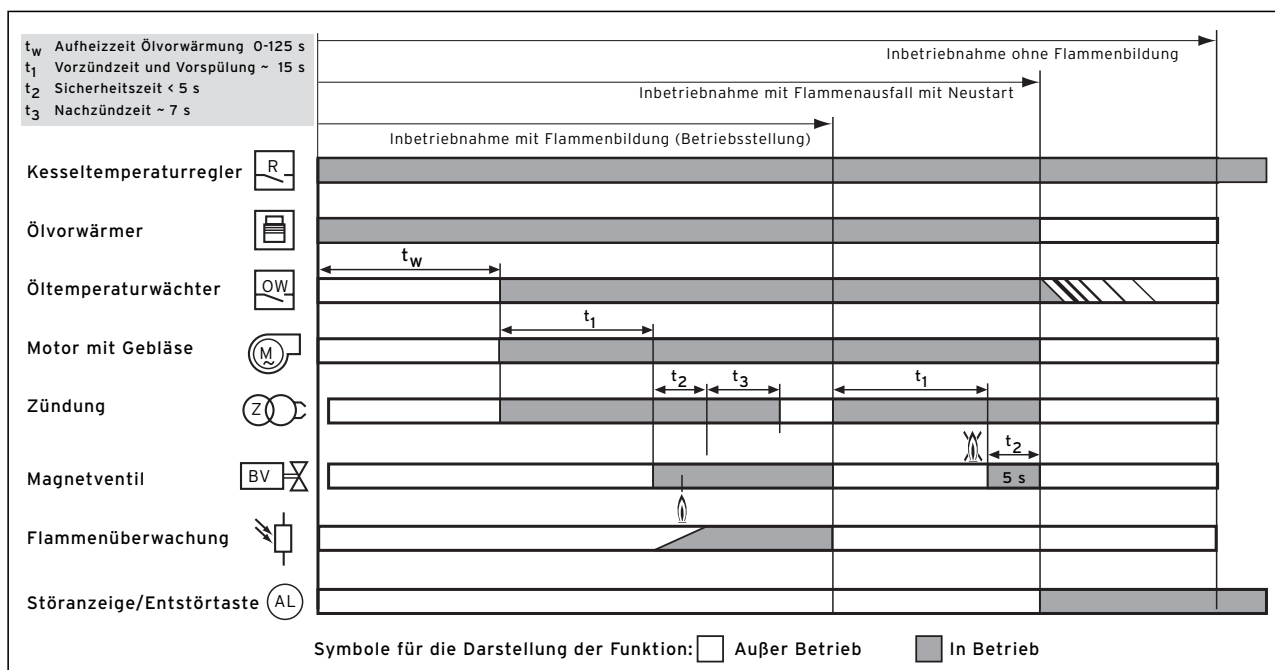 tw Aufheizzeit Ölvorwärmung 0-125 s
t1 Vorzündzeit und Vorspülung ~ 15 s
t2 Sicherheitszeit < 5 s
t3 Nachzündzeit ~ 7 s
Inbetriebnahme ohne Flammenbildung
Inbetriebnahme mit Flammenausfall mit Neustart
Inbetriebnahme mit Flammenbildung (Betriebsstellung)
Kesseltemperaturregler R
Ölvorwärmer
tw
Öltemperaturwächter OW
t1
Motor mit Gebläse M ~
t2 t3 t1
Zündung Z
t2
Magnetventil BV 5 s
Flammenüberwachung
Störanzeige/Entstörtaste AL
Symbole für die Darstellung der Funktion: Außer Betrieb In Betrieb